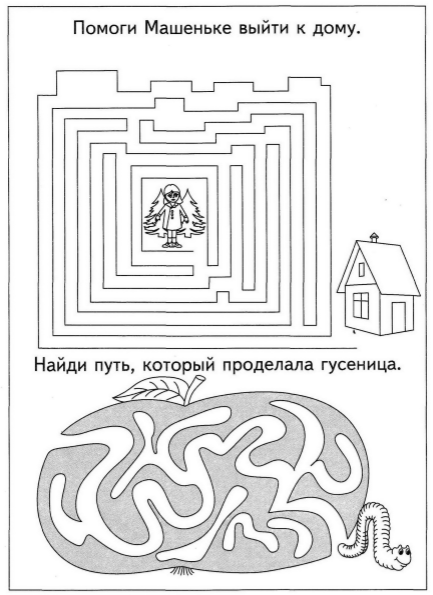 Помоги Машеньке выйти к дому.
Найди путь, который проделала гусеница.